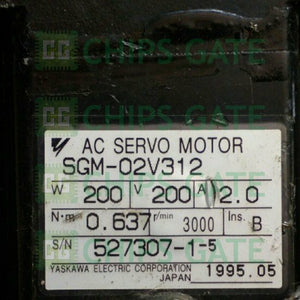 CHIPS GATE
CHIPS GATE
AC SERVO MOTOR
SGM-02V312
W 200 V 200 A 2.0
N·m 0.637 r/min 3000 Ins. B
S/N 527307-1-5
YASKAWA ELECTRIC CORPORATION
JAPAN 1995.05